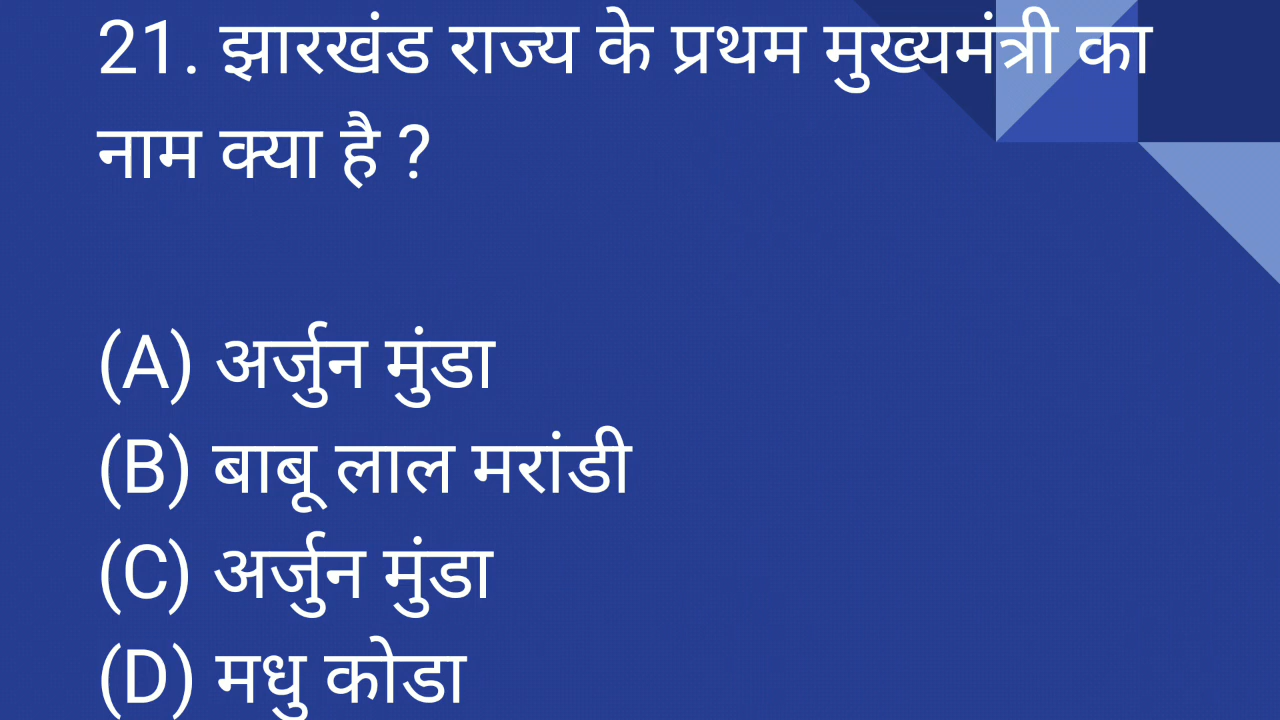 21. झारखंड राज्य के प्रथम मुख्यमंत्री का
नाम क्या है ?
(A) अर्जुन मुंडा
(B) बाबू लाल मरांडी
(C) अर्जुन मुंडा
(D) मधु कोडा